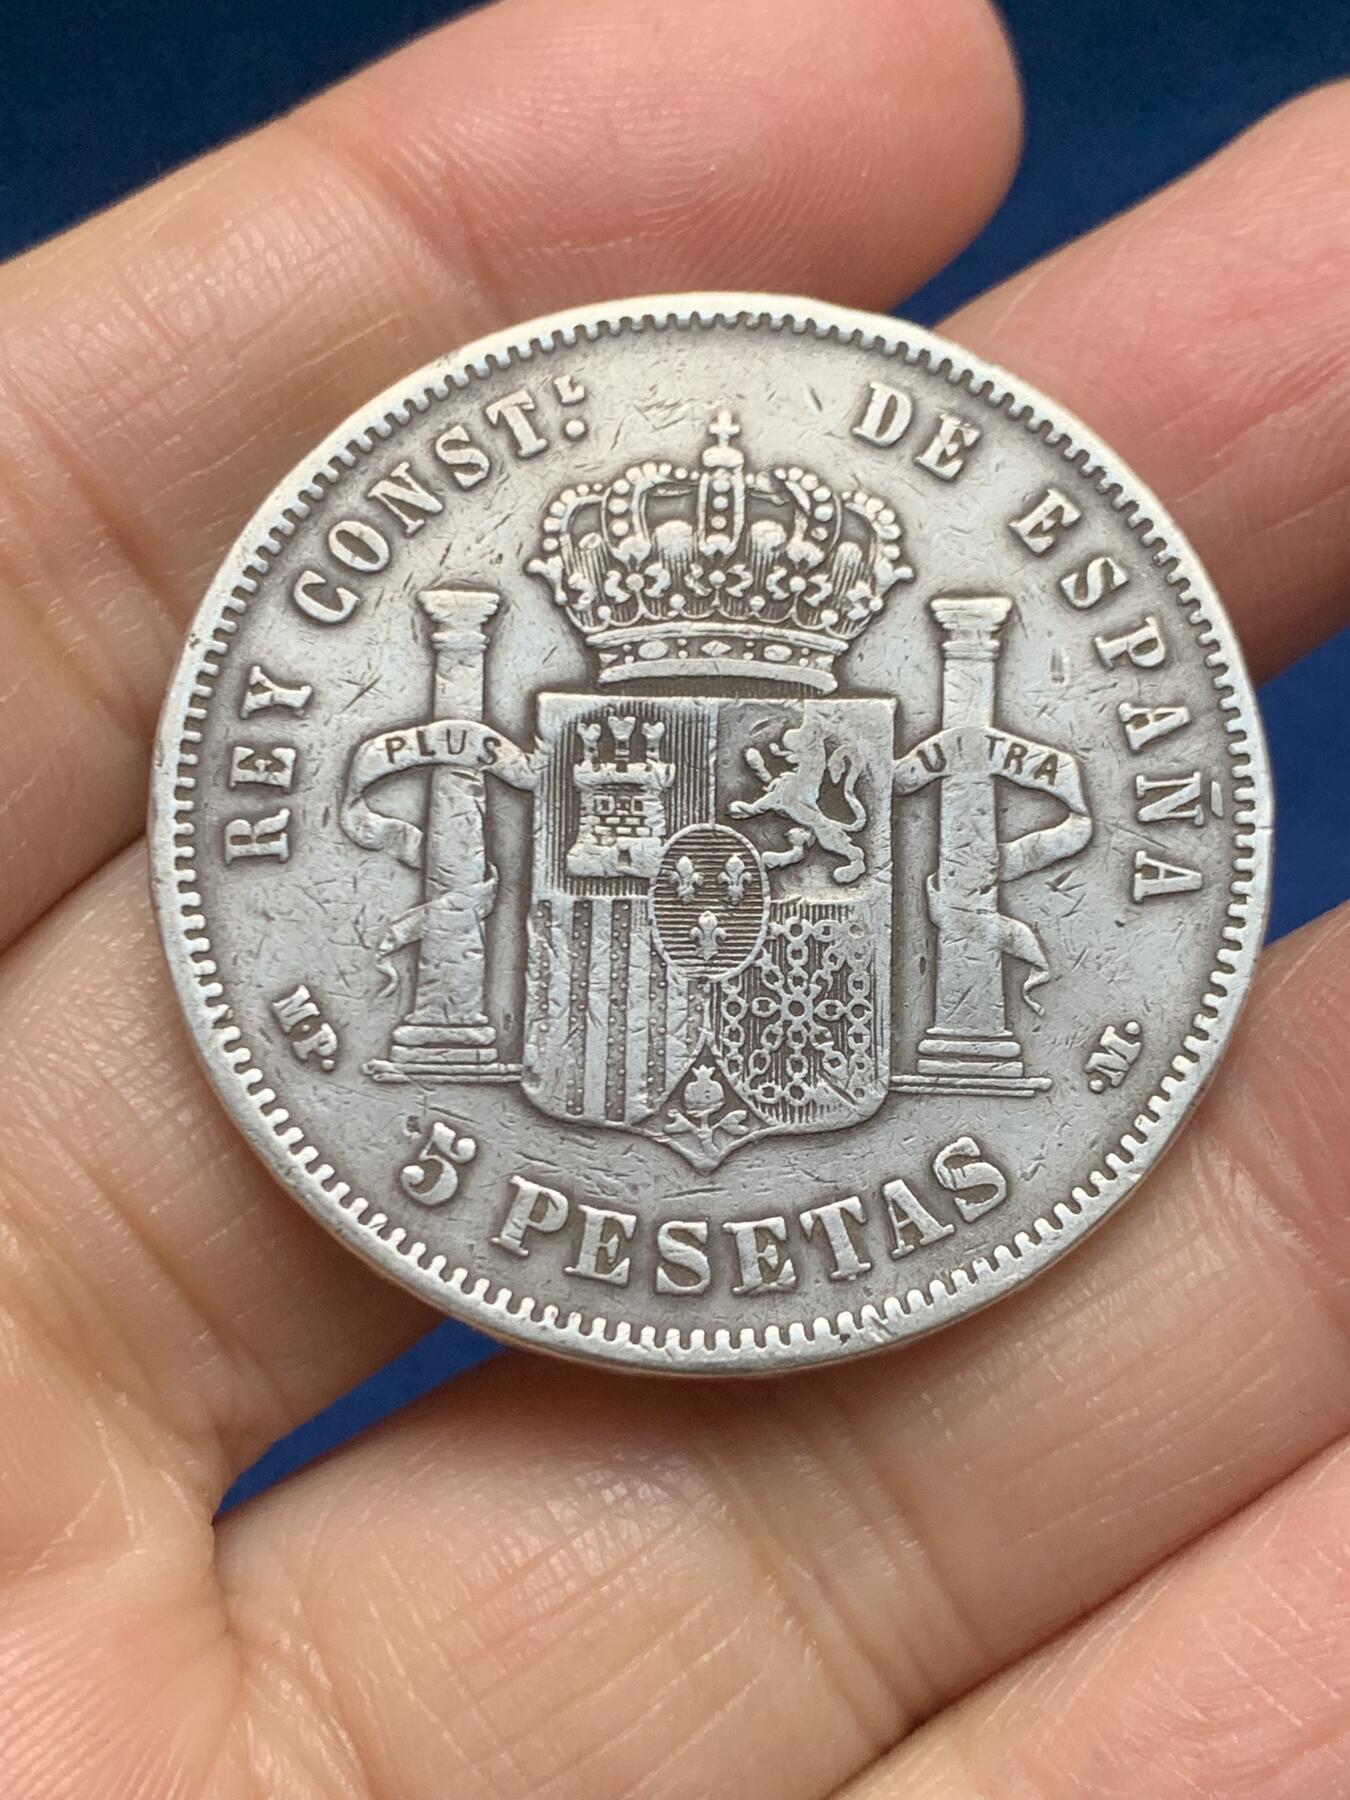 REY CONST.L DE ESPAÑA
PLUS ULTRA
M·P. ·M·
5 PESETAS